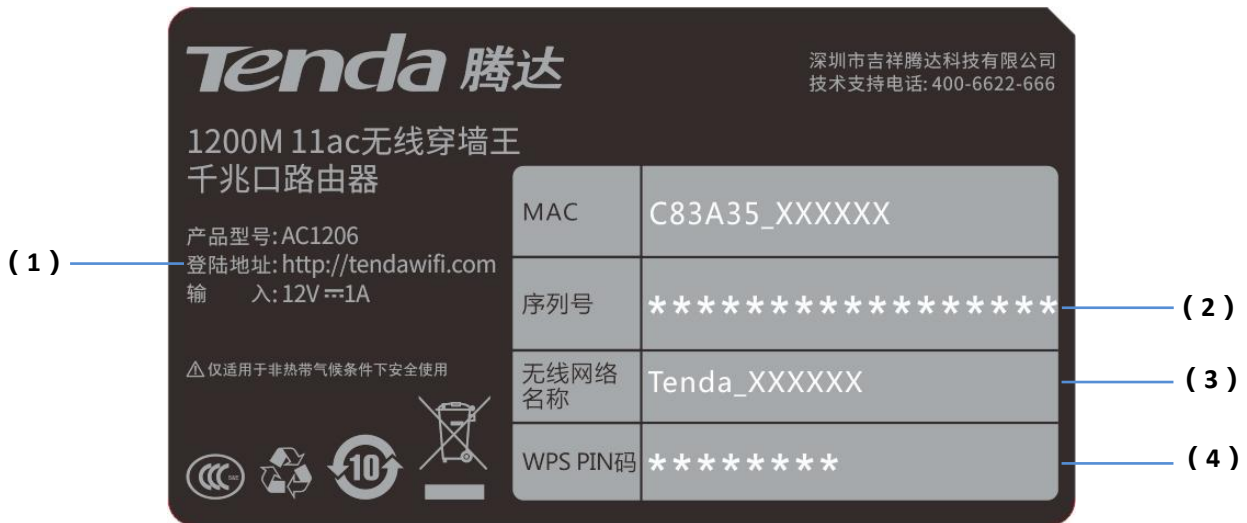 Tenda 腾达
深圳市吉祥腾达科技有限公司
技术支持电话: 400-6622-666
1200M 11ac无线穿墙王
千兆口路由器
产品型号: AC1206
登陆地址: http://tendawifi.com
输 入: 12V ⎓1A
仅适用于非热带气候条件下安全使用
10
MAC C83A35_XXXXXX
序列号 *****************
无线网络
名称 Tenda_XXXXXX
WPS PIN码 ********
(1)
(2)
(3)
(4)